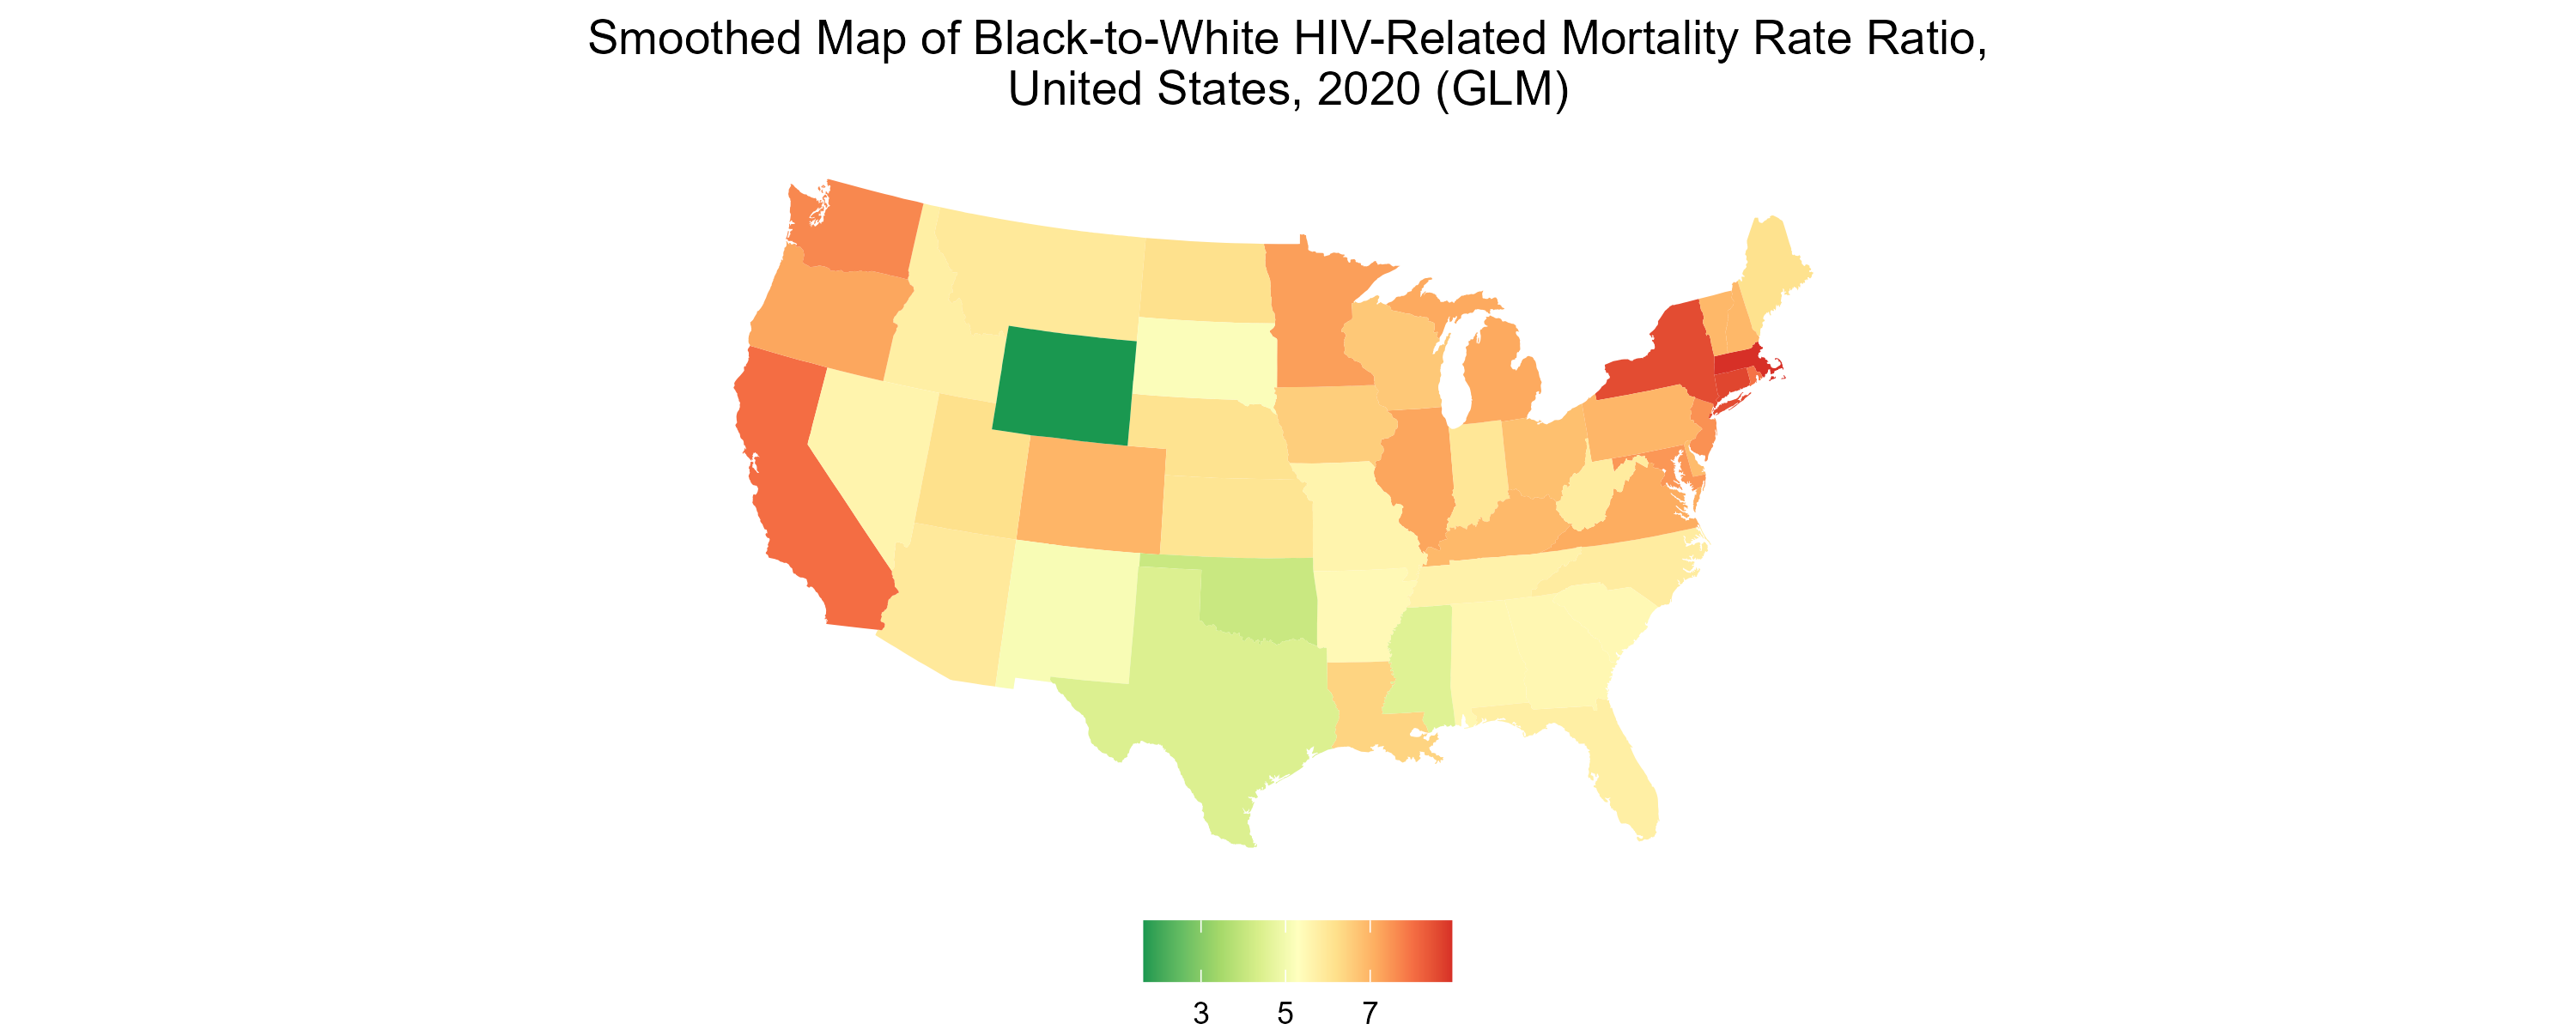 Smoothed Map of Black-to-White HIV-Related Mortality Rate Ratio,
United States, 2020 (GLM)
3 5 7